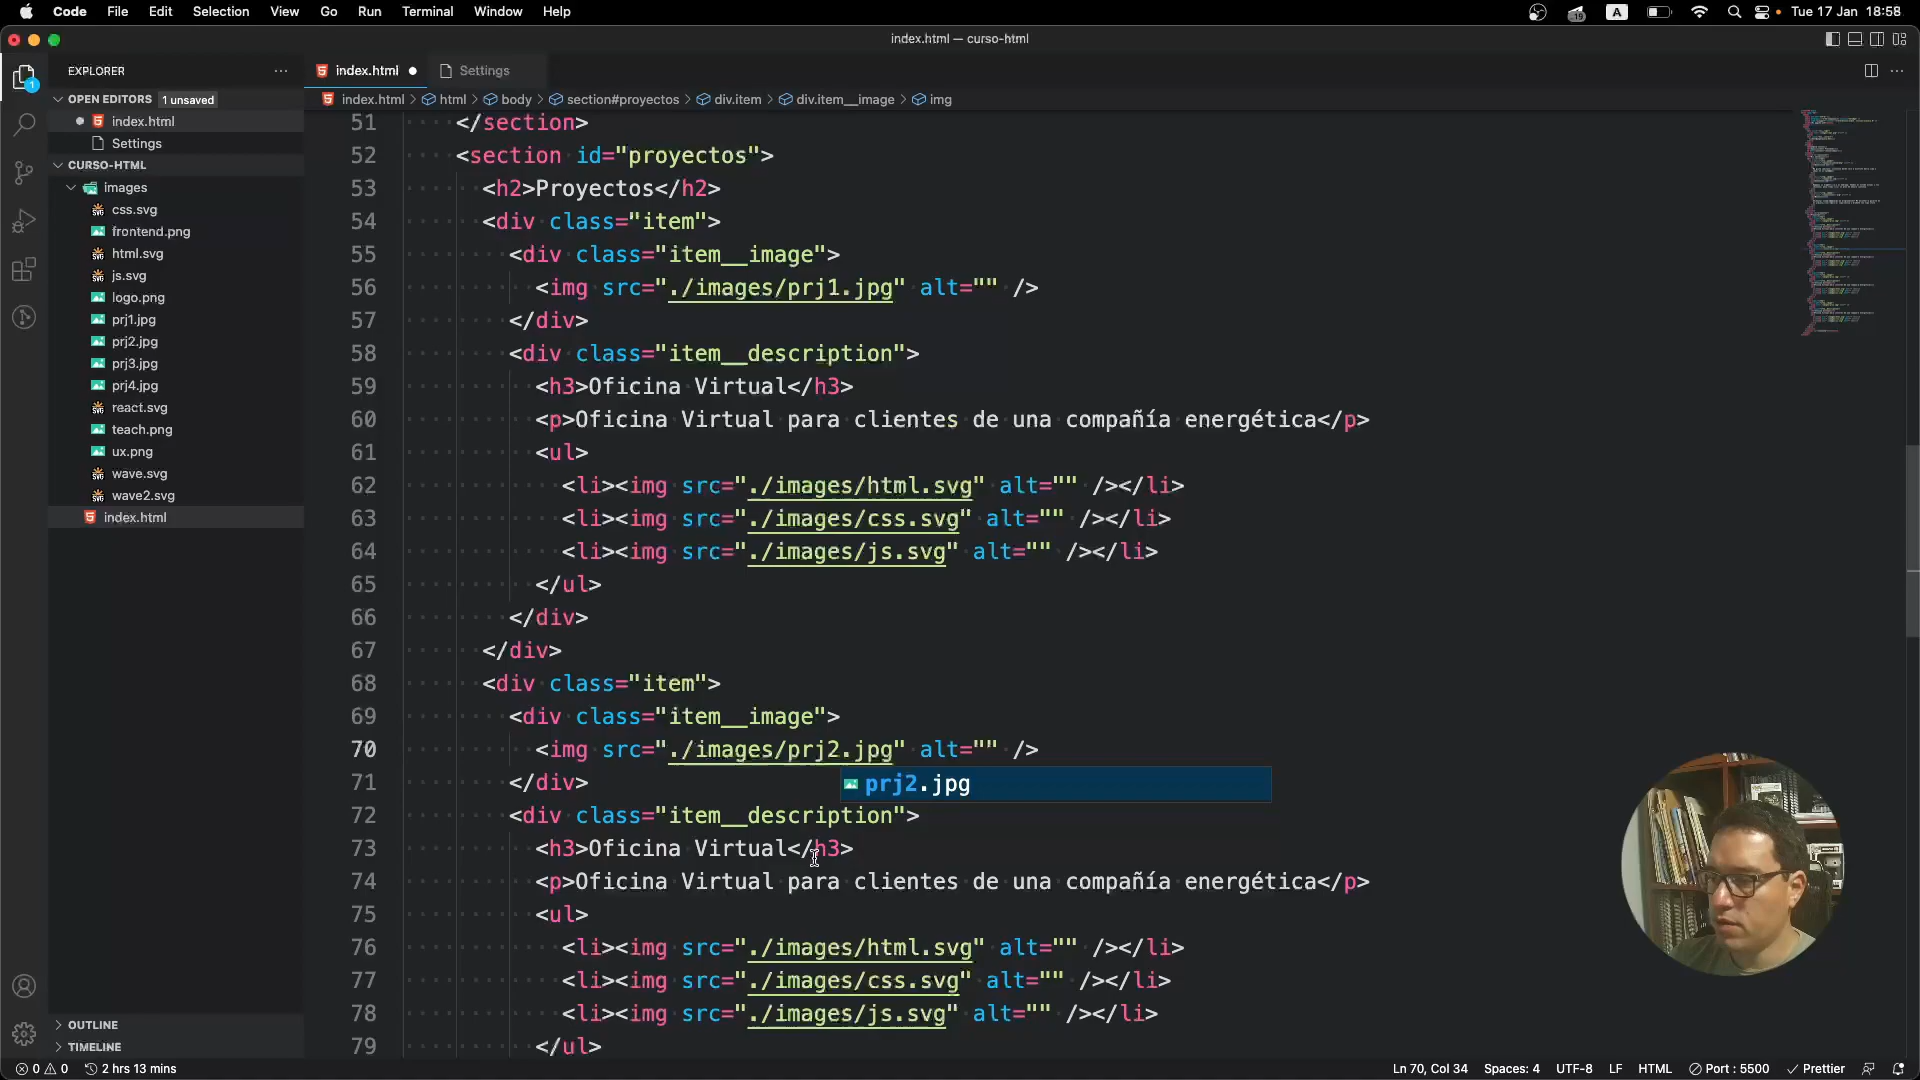 Code File Edit Selection View Go Run Terminal Window Help
19 A Tue 17 Jan 18:58
index.html — curso-html
EXPLORER
OPEN EDITORS 1 unsaved
index.html
Settings
CURSO-HTML
images
css.svg
frontend.png
html.svg
js.svg
logo.png
prj1.jpg
prj2.jpg
prj3.jpg
prj4.jpg
react.svg
teach.png
ux.png
wave.svg
wave2.svg
index.html
OUTLINE
TIMELINE
index.html Settings
index.html > html > body > section#proyectos > div.item > div.item__image > img
51 </section>
52 <section id="proyectos">
53 <h2>Proyectos</h2>
54 <div class="item">
55 <div class="item__image">
56 <img src="./images/prj1.jpg" alt="" />
57 </div>
58 <div class="item__description">
59 <h3>Oficina Virtual</h3>
60 <p>Oficina Virtual para clientes de una compañía energética</p>
61 <ul>
62 <li><img src="./images/html.svg" alt="" /></li>
63 <li><img src="./images/css.svg" alt="" /></li>
64 <li><img src="./images/js.svg" alt="" /></li>
65 </ul>
66 </div>
67 </div>
68 <div class="item">
69 <div class="item__image">
70 <img src="./images/prj2.jpg" alt="" />
71 </div>
prj2.jpg
72 <div class="item__description">
73 <h3>Oficina Virtual</h3>
74 <p>Oficina Virtual para clientes de una compañía energética</p>
75 <ul>
76 <li><img src="./images/html.svg" alt="" /></li>
77 <li><img src="./images/css.svg" alt="" /></li>
78 <li><img src="./images/js.svg" alt="" /></li>
79 </ul>
0 0 2 hrs 13 mins Ln 70, Col 34 Spaces: 4 UTF-8 LF HTML Port : 5500 Prettier